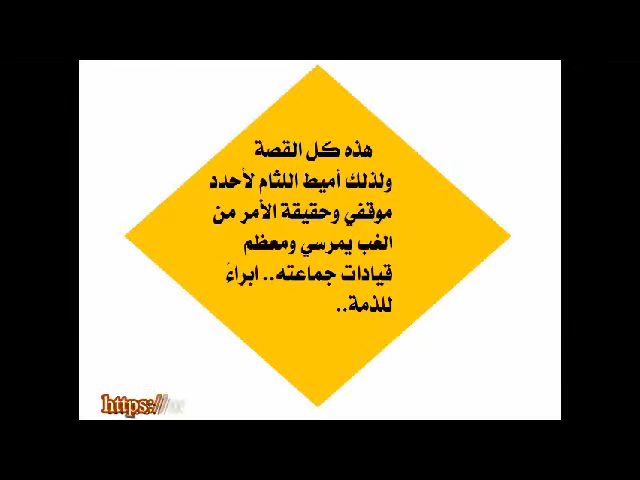 هذه كل القصة
ولذلك أميط اللثام لأحدد
موقفي وحقيقة الأمر من
الغب يمرسي ومعظم
قيادات جماعته.. ابراءً
للذمة..
https://w